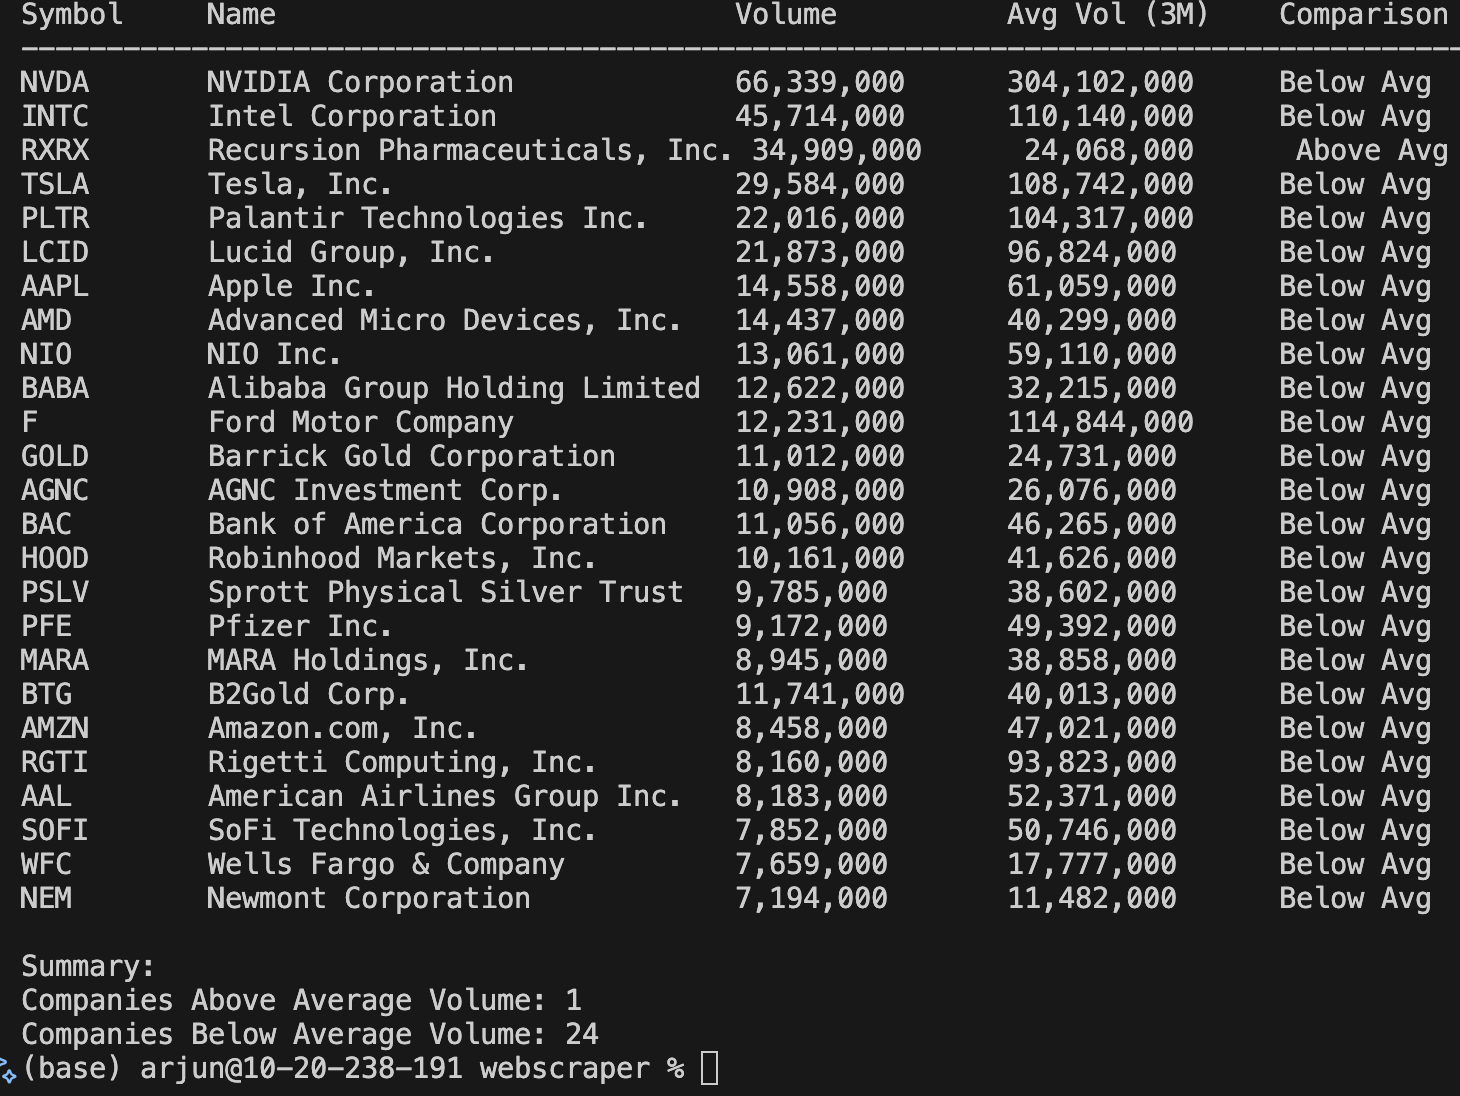 Symbol Name Volume Avg Vol (3M) Comparison
--------------------------------------------------------------------------------------
NVDA NVIDIA Corporation 66,339,000 304,102,000 Below Avg
INTC Intel Corporation 45,714,000 110,140,000 Below Avg
RXRX Recursion Pharmaceuticals, Inc. 34,909,000 24,068,000 Above Avg
TSLA Tesla, Inc. 29,584,000 108,742,000 Below Avg
PLTR Palantir Technologies Inc. 22,016,000 104,317,000 Below Avg
LCID Lucid Group, Inc. 21,873,000 96,824,000 Below Avg
AAPL Apple Inc. 14,558,000 61,059,000 Below Avg
AMD Advanced Micro Devices, Inc. 14,437,000 40,299,000 Below Avg
NIO NIO Inc. 13,061,000 59,110,000 Below Avg
BABA Alibaba Group Holding Limited 12,622,000 32,215,000 Below Avg
F Ford Motor Company 12,231,000 114,844,000 Below Avg
GOLD Barrick Gold Corporation 11,012,000 24,731,000 Below Avg
AGNC AGNC Investment Corp. 10,908,000 26,076,000 Below Avg
BAC Bank of America Corporation 11,056,000 46,265,000 Below Avg
HOOD Robinhood Markets, Inc. 10,161,000 41,626,000 Below Avg
PSLV Sprott Physical Silver Trust 9,785,000 38,602,000 Below Avg
PFE Pfizer Inc. 9,172,000 49,392,000 Below Avg
MARA MARA Holdings, Inc. 8,945,000 38,858,000 Below Avg
BTG B2Gold Corp. 11,741,000 40,013,000 Below Avg
AMZN Amazon.com, Inc. 8,458,000 47,021,000 Below Avg
RGTI Rigetti Computing, Inc. 8,160,000 93,823,000 Below Avg
AAL American Airlines Group Inc. 8,183,000 52,371,000 Below Avg
SOFI SoFi Technologies, Inc. 7,852,000 50,746,000 Below Avg
WFC Wells Fargo & Company 7,659,000 17,777,000 Below Avg
NEM Newmont Corporation 7,194,000 11,482,000 Below Avg
Summary:
Companies Above Average Volume: 1
Companies Below Average Volume: 24
(base) arjun@10-20-238-191 webscraper %